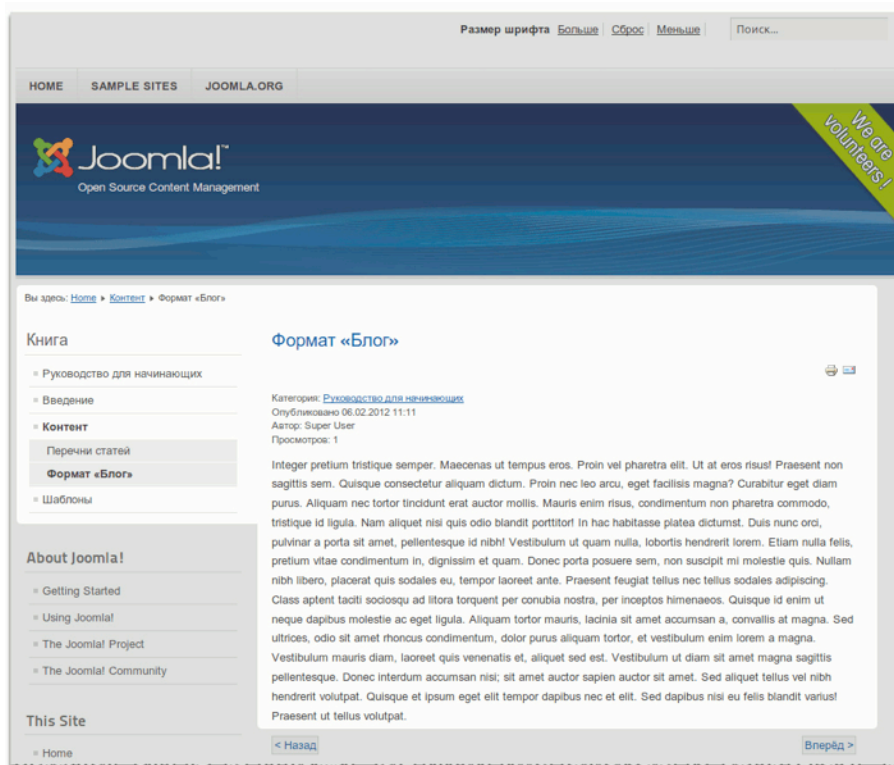 Размер шрифта Больше Сброс Меньше Поиск...
HOME SAMPLE SITES JOOMLA.ORG
We are
volunteers !
Joomla!™
Open Source Content Management
Вы здесь: Home Контент Формат «Блог»
Книга
Руководство для начинающих
Введение
Контент
Перечни статей
Формат «Блог»
Шаблоны
About Joomla!
Getting Started
Using Joomla!
The Joomla! Project
The Joomla! Community
This Site
Home
Формат «Блог»
Категория: Руководство для начинающих
Опубликовано 06.02.2012 11:11
Автор: Super User
Просмотров: 1
Integer pretium tristique semper. Maecenas ut tempus eros. Proin vel pharetra elit. Ut at eros risus! Praesent non
sagittis sem. Quisque consectetur aliquam dictum. Proin nec leo arcu, eget facilisis magna? Curabitur eget diam
purus. Aliquam nec tortor tincidunt erat auctor mollis. Mauris enim risus, condimentum non pharetra commodo,
tristique id ligula. Nam aliquet nisi quis odio blandit porttitor! In hac habitasse platea dictumst. Duis nunc orci,
pulvinar a porta sit amet, pellentesque id nibh! Vestibulum ut quam nulla, lobortis hendrerit lorem. Etiam nulla felis,
pretium vitae condimentum in, dignissim et quam. Donec porta posuere sem, non suscipit mi molestie quis. Nullam
nibh libero, placerat quis sodales eu, tempor laoreet ante. Praesent feugiat tellus nec tellus sodales adipiscing.
Class aptent taciti sociosqu ad litora torquent per conubia nostra, per inceptos himenaeos. Quisque id enim ut
neque dapibus molestie ac eget ligula. Aliquam tortor mauris, lacinia sit amet accumsan a, convallis at magna. Sed
ultrices, odio sit amet rhoncus condimentum, dolor purus aliquam tortor, et vestibulum enim lorem a magna.
Vestibulum mauris diam, laoreet quis venenatis et, aliquet sed est. Vestibulum ut diam sit amet magna sagittis
pellentesque. Donec interdum accumsan nisi; sit amet auctor sapien auctor sit amet. Sed aliquet tellus vel nibh
hendrerit volutpat. Quisque et ipsum eget elit tempor dapibus nec et elit. Sed dapibus nisi eu felis blandit varius!
Praesent ut tellus volutpat.
< Назад Вперёд >